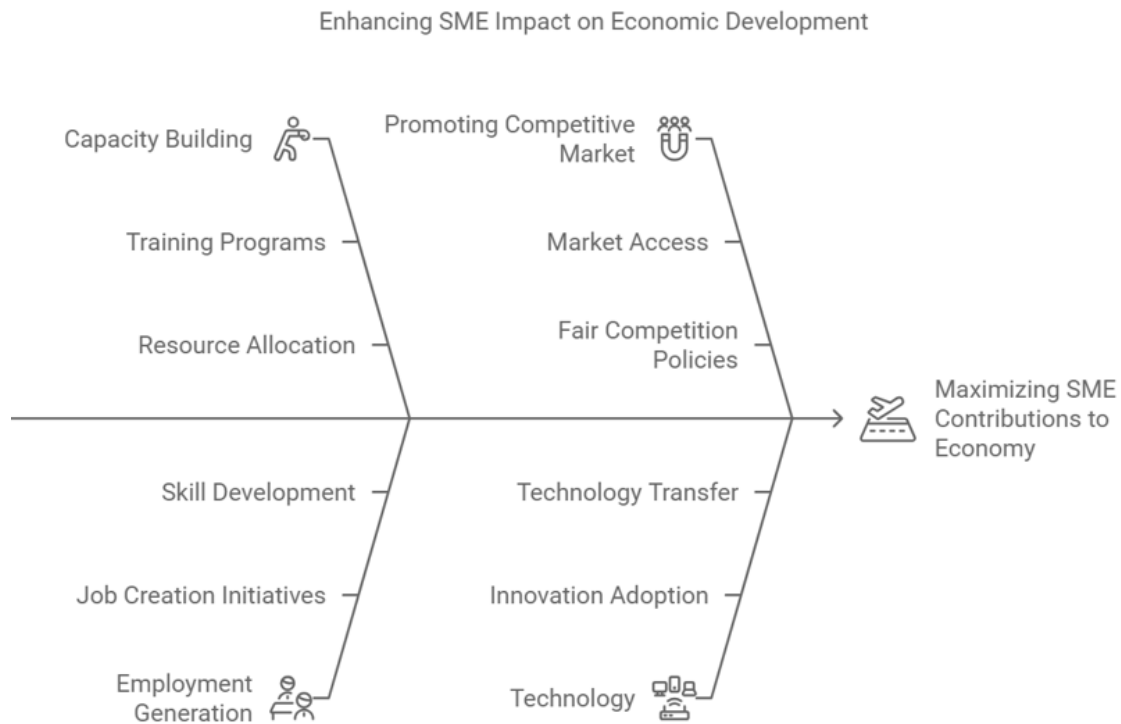 Enhancing SME Impact on Economic Development
Capacity Building
Training Programs
Resource Allocation
Promoting Competitive
Market
Market Access
Fair Competition
Policies
Maximizing SME
Contributions to
Economy
Skill Development
Job Creation Initiatives
Employment
Generation
Technology Transfer
Innovation Adoption
Technology